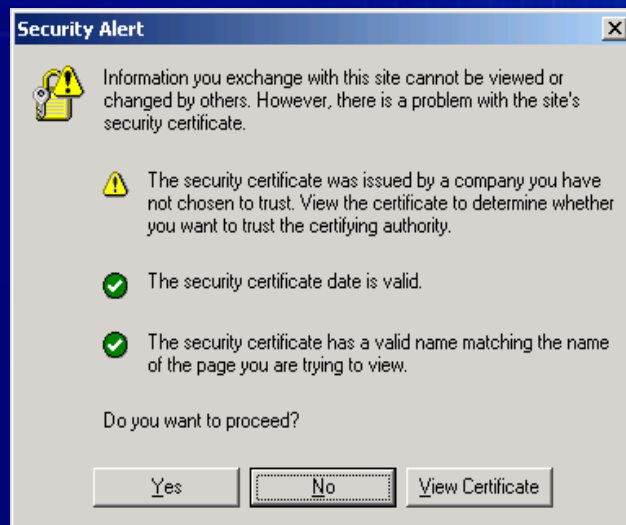 Security Alert
Information you exchange with this site cannot be viewed or
changed by others. However, there is a problem with the site's
security certificate.
The security certificate was issued by a company you have
not chosen to trust. View the certificate to determine whether
you want to trust the certifying authority.
The security certificate date is valid.
The security certificate has a valid name matching the name
of the page you are trying to view.
Do you want to proceed?
Yes No View Certificate